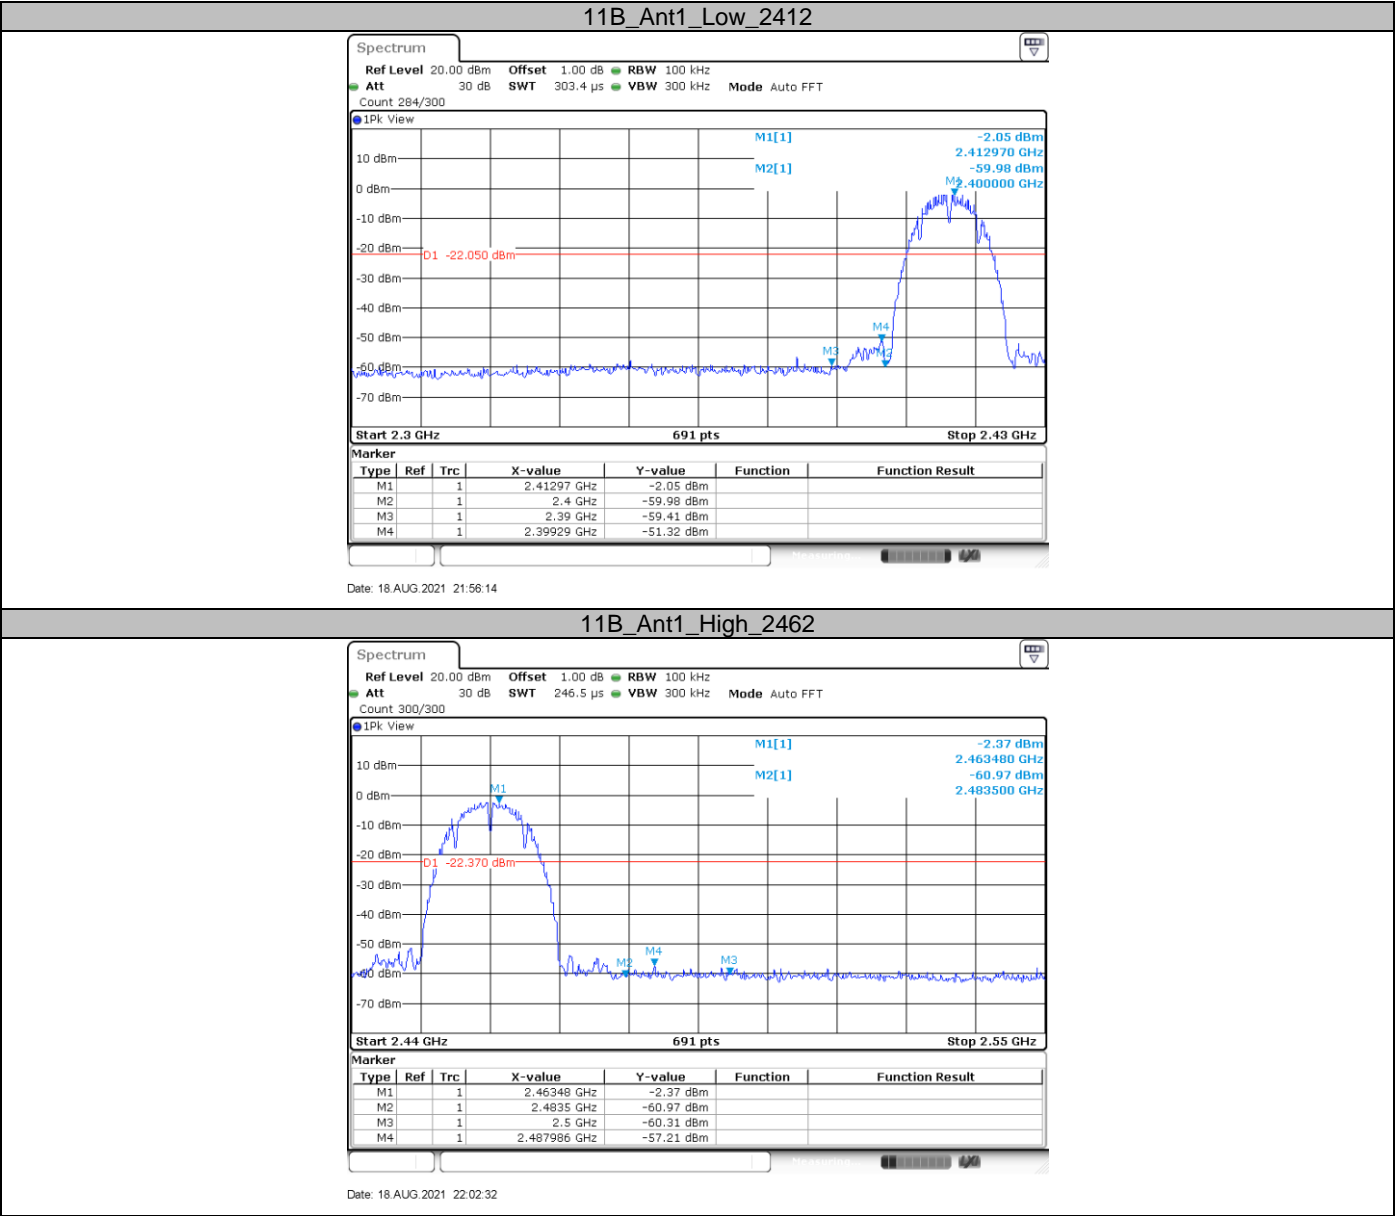 11B_Ant1_Low_2412
Spectrum
Ref Level 20.00 dBm Offset 1.00 dB RBW 100 kHz
Att 30 dB SWT 303.4 µs VBW 300 kHz Mode Auto FFT
Count 284/300
1Pk View
M1[1] -2.05 dBm
2.412970 GHz
M2[1] -59.98 dBm
2.400000 GHz
10 dBm
0 dBm
-10 dBm
-20 dBm
D1 -22.050 dBm
-30 dBm
-40 dBm
-50 dBm
M4
M3
M2
-60 dBm
-70 dBm
Start 2.3 GHz 691 pts Stop 2.43 GHz
Marker
Type Ref Trc X-value Y-value Function Function Result
M1 1 2.41297 GHz -2.05 dBm
M2 1 2.4 GHz -59.98 dBm
M3 1 2.39 GHz -59.41 dBm
M4 1 2.39929 GHz -51.32 dBm
Measuring...
Date: 18.AUG.2021 21:56:14
11B_Ant1_High_2462
Spectrum
Ref Level 20.00 dBm Offset 1.00 dB RBW 100 kHz
Att 30 dB SWT 246.5 µs VBW 300 kHz Mode Auto FFT
Count 300/300
1Pk View
M1[1] -2.37 dBm
2.463480 GHz
M2[1] -60.97 dBm
2.483500 GHz
10 dBm
M1
0 dBm
-10 dBm
-20 dBm
D1 -22.370 dBm
-30 dBm
-40 dBm
-50 dBm
M4
M2
M3
-60 dBm
-70 dBm
Start 2.44 GHz 691 pts Stop 2.55 GHz
Marker
Type Ref Trc X-value Y-value Function Function Result
M1 1 2.46348 GHz -2.37 dBm
M2 1 2.4835 GHz -60.97 dBm
M3 1 2.5 GHz -60.31 dBm
M4 1 2.487986 GHz -57.21 dBm
Measuring...
Date: 18.AUG.2021 22:02:32